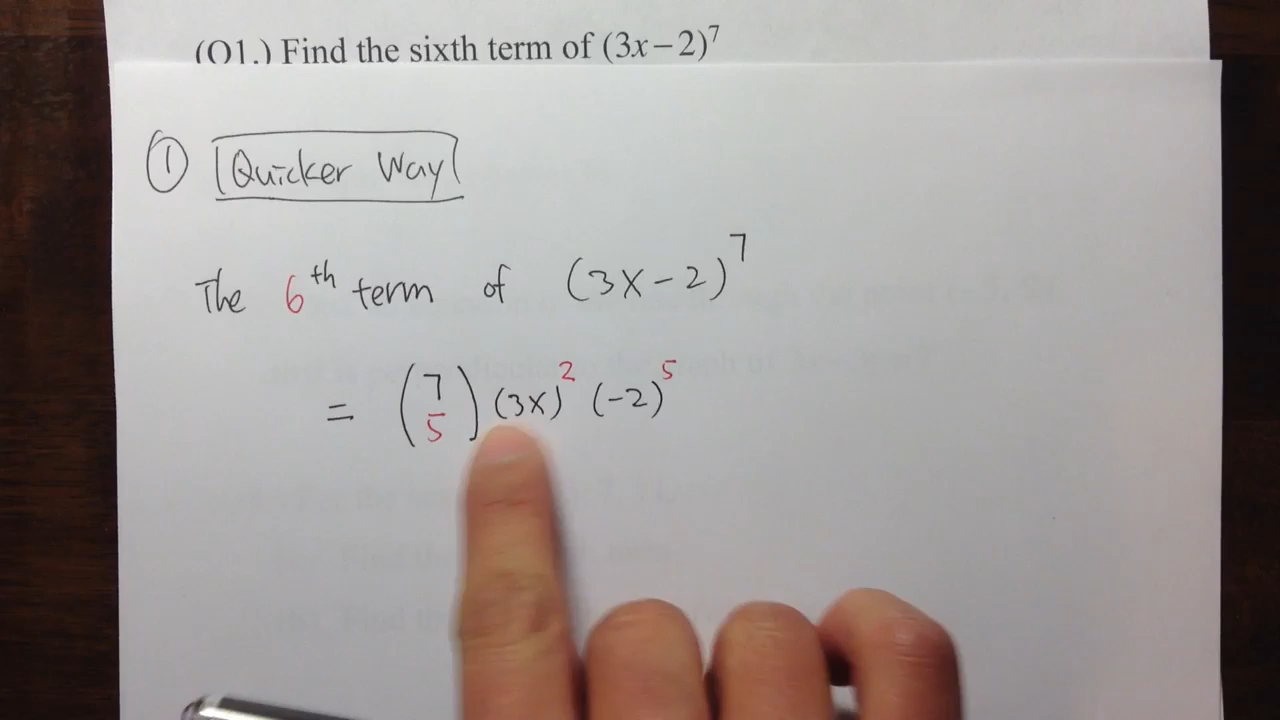 (Q1.) Find the sixth term of (3x−2)⁷
① Quicker Way
The 6th term of (3x−2)⁷
= (7 5) (3x)² (−2)⁵